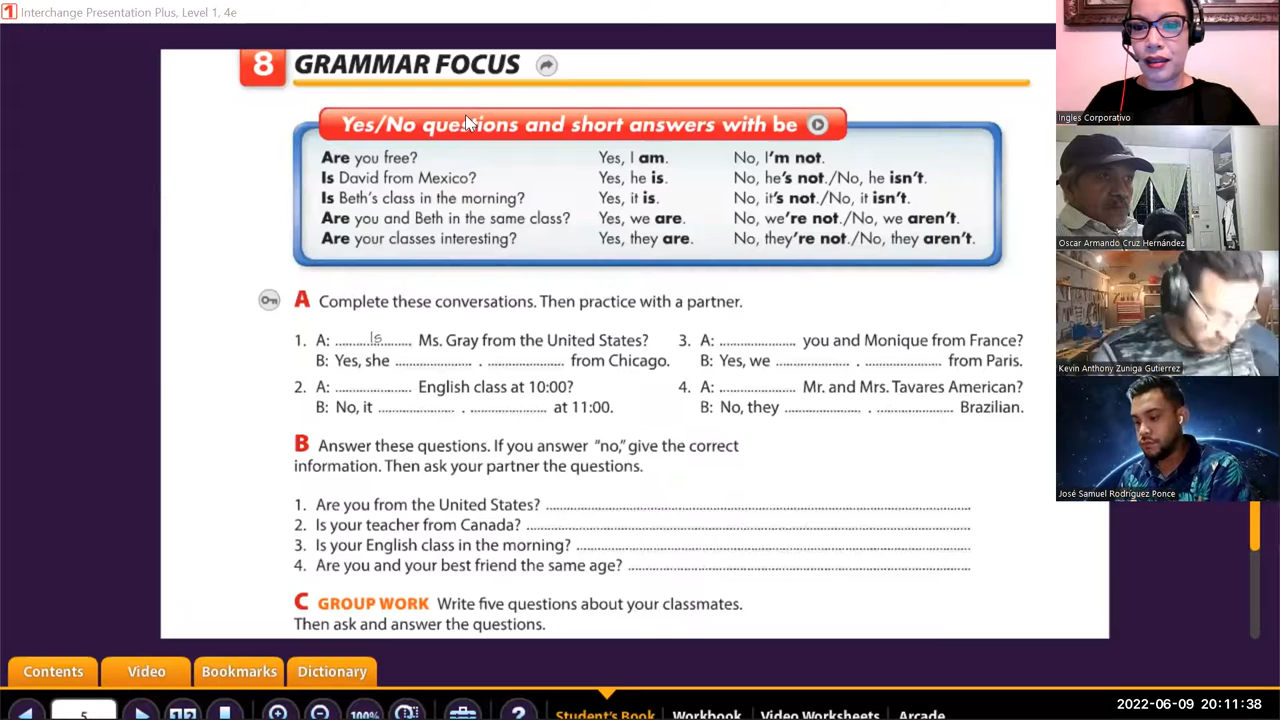 Interchange Presentation Plus, Level 1, 4e
8 GRAMMAR FOCUS
Yes/No questions and short answers with be
Are you free? Yes, I am. No, I'm not.
Is David from Mexico? Yes, he is. No, he's not./No, he isn't.
Is Beth's class in the morning? Yes, it is. No, it's not./No, it isn't.
Are you and Beth in the same class? Yes, we are. No, we're not./No, we aren't.
Are your classes interesting? Yes, they are. No, they're not./No, they aren't.
A Complete these conversations. Then practice with a partner.
1. A: ......Is...... Ms. Gray from the United States?
B: Yes, she .................. . .................. from Chicago.
2. A: .................. English class at 10:00?
B: No, it .................. . .................. at 11:00.
3. A: .................. you and Monique from France?
B: Yes, we .................. . .................. from Paris.
4. A: .................. Mr. and Mrs. Tavares American?
B: No, they .................. . .................. Brazilian.
B Answer these questions. If you answer "no," give the correct
information. Then ask your partner the questions.
1. Are you from the United States?
2. Is your teacher from Canada?
3. Is your English class in the morning?
4. Are you and your best friend the same age?
C GROUP WORK Write five questions about your classmates.
Then ask and answer the questions.
Ingles Corporativo
Oscar Armando Cruz Hernández
Kevin Anthony Zuniga Gutierrez
José Samuel Rodríguez Ponce
Contents Video Bookmarks Dictionary
5 100% ? Student's Book Workbook Video Worksheets Arcade
2022-06-09 20:11:38